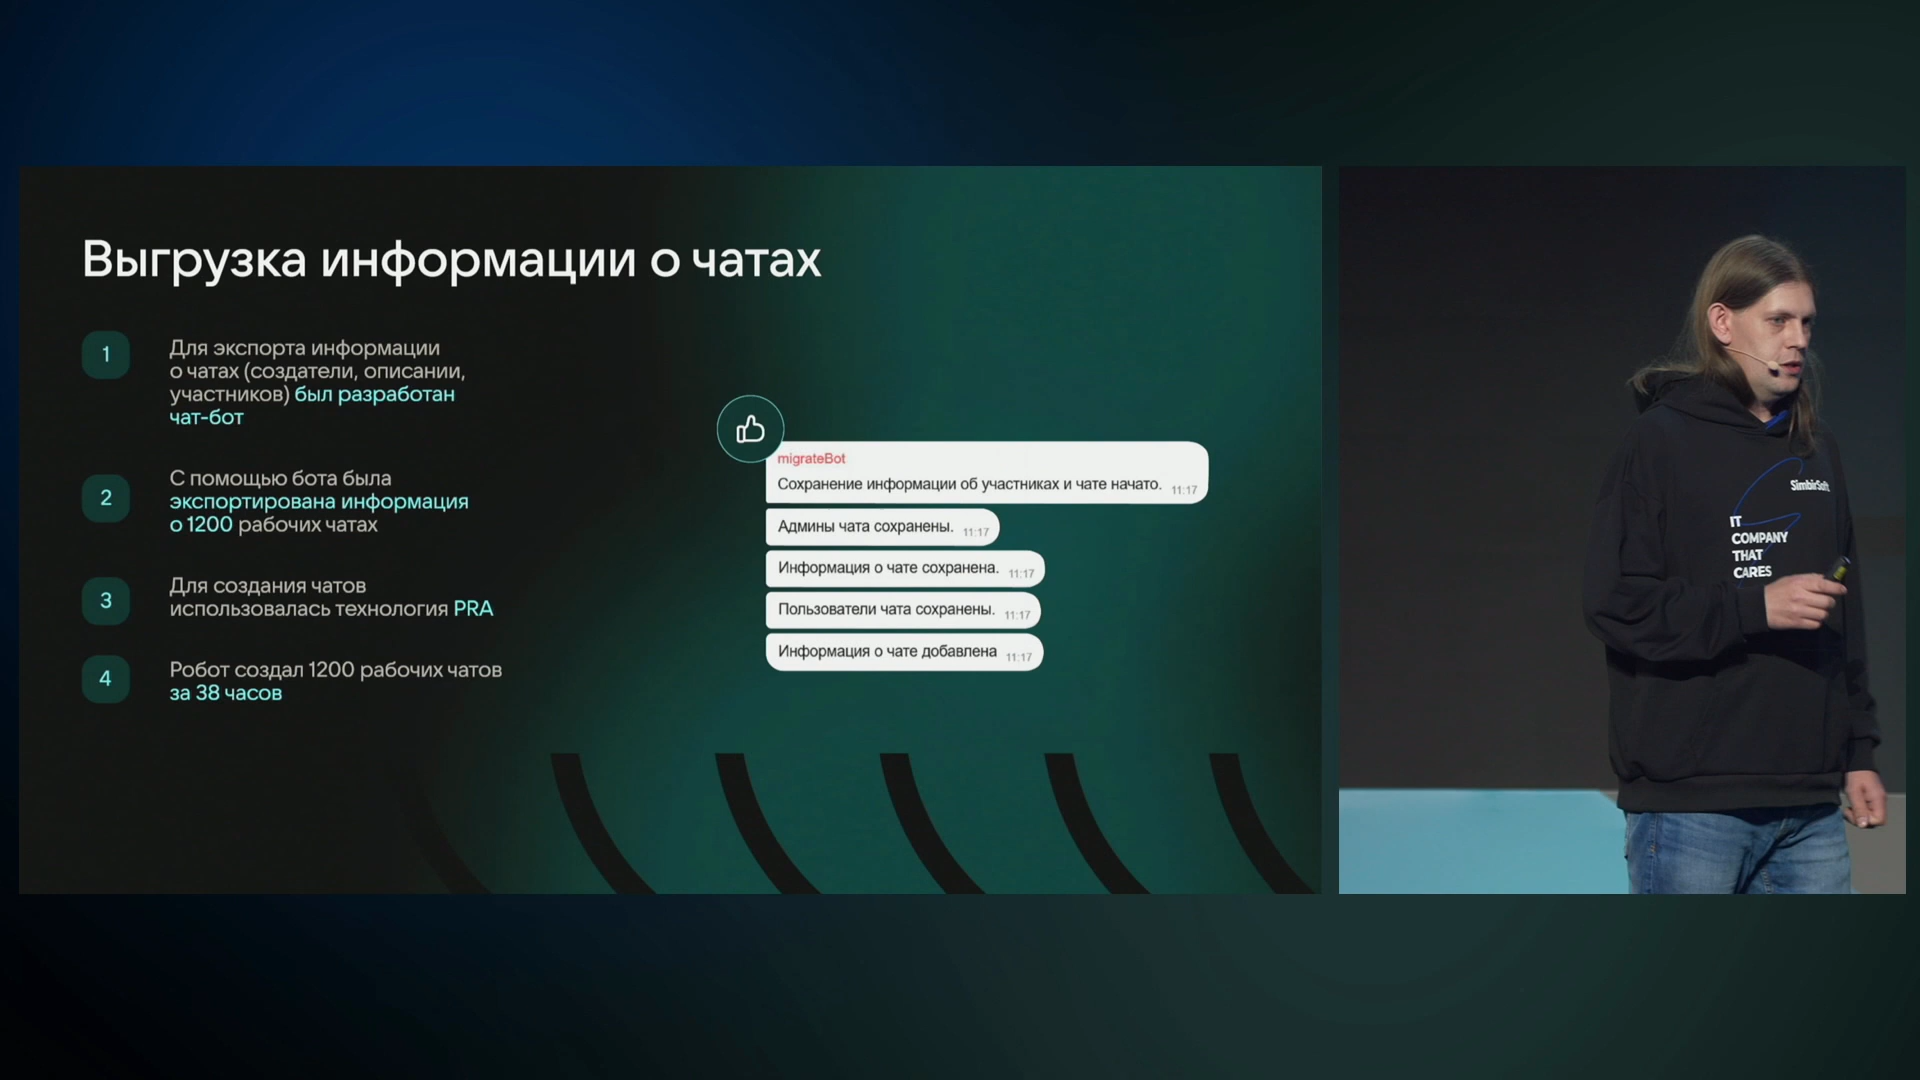 Выгрузка информации о чатах
1
Для экспорта информации
о чатах (создатели, описании,
участников) был разработан
чат-бот
2
С помощью бота была
экспортирована информация
о 1200 рабочих чатах
3
Для создания чатов
использовалась технология PRA
4
Робот создал 1200 рабочих чатов
за 38 часов
migrateBot
Сохранение информации об участниках и чате начато. 11:17
Админы чата сохранены. 11:17
Информация о чате сохранена. 11:17
Пользователи чата сохранены. 11:17
Информация о чате добавлена 11:17
SimbirSoft
IT
COMPANY
THAT
CARES